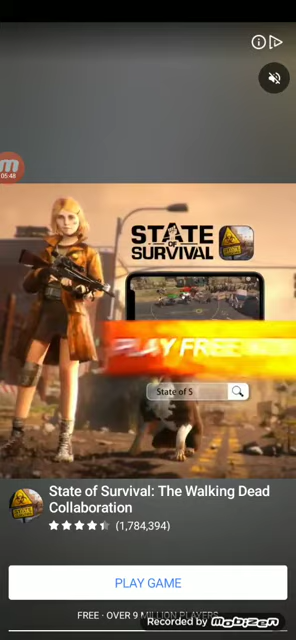 m
05:48
STATE
OF
SURVIVAL
PLAY FREE NOW
State of S
State of Survival: The Walking Dead
Collaboration
(1,784,394)
PLAY GAME
FREE · OVER 9 MILLION PLAYERS
Recorded by mobizen